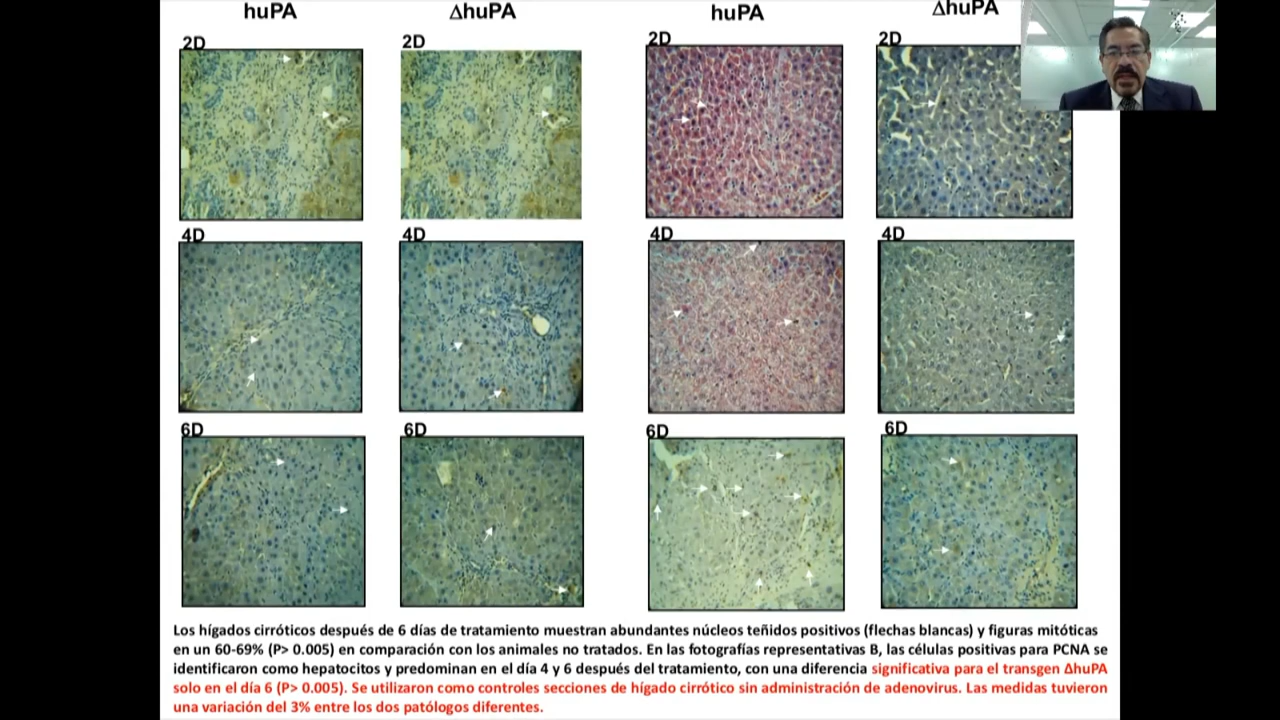 huPA
ΔhuPA
huPA
ΔhuPA
2D
2D
2D
2D
4D
4D
4D
4D
6D
6D
6D
6D
Los hígados cirróticos después de 6 días de tratamiento muestran abundantes núcleos teñidos positivos (flechas blancas) y figuras mitóticas
en un 60-69% (P> 0.005) en comparación con los animales no tratados. En las fotografías representativas B, las células positivas para PCNA se
identificaron como hepatocitos y predominan en el día 4 y 6 después del tratamiento, con una diferencia significativa para el transgen ΔhuPA
solo en el día 6 (P> 0.005). Se utilizaron como controles secciones de hígado cirrótico sin administración de adenovirus. Las medidas tuvieron
una variación del 3% entre los dos patólogos diferentes.